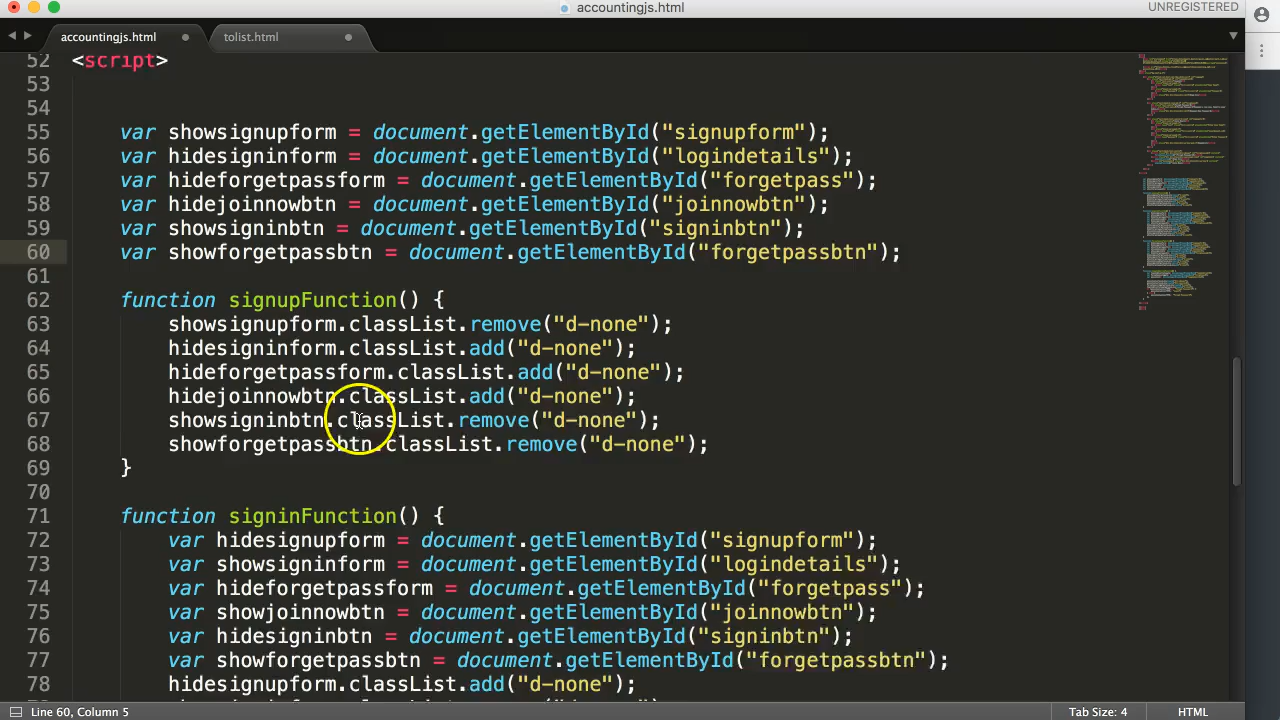 accountingjs.html
UNREGISTERED
accountingjs.html
tolist.html
52 <script>
53
54
55 var showsignupform = document.getElementById("signupform");
56 var hidesigninform = document.getElementById("logindetails");
57 var hideforgetpassform = document.getElementById("forgetpass");
58 var hidejoinnowbtn = document.getElementById("joinnowbtn");
59 var showsigninbtn = document.getElementById("signinbtn");
60 var showforgetpassbtn = document.getElementById("forgetpassbtn");
61
62 function signupFunction() {
63 showsignupform.classList.remove("d-none");
64 hidesigninform.classList.add("d-none");
65 hideforgetpassform.classList.add("d-none");
66 hidejoinnowbtn.classList.add("d-none");
67 showsigninbtn.classList.remove("d-none");
68 showforgetpassbtn.classList.remove("d-none");
69 }
70
71 function signinFunction() {
72 var hidesignupform = document.getElementById("signupform");
73 var showsigninform = document.getElementById("logindetails");
74 var hideforgetpassform = document.getElementById("forgetpass");
75 var showjoinnowbtn = document.getElementById("joinnowbtn");
76 var hidesigninbtn = document.getElementById("signinbtn");
77 var showforgetpassbtn = document.getElementById("forgetpassbtn");
78 hidesignupform.classList.add("d-none");
Line 60, Column 5
Tab Size: 4
HTML